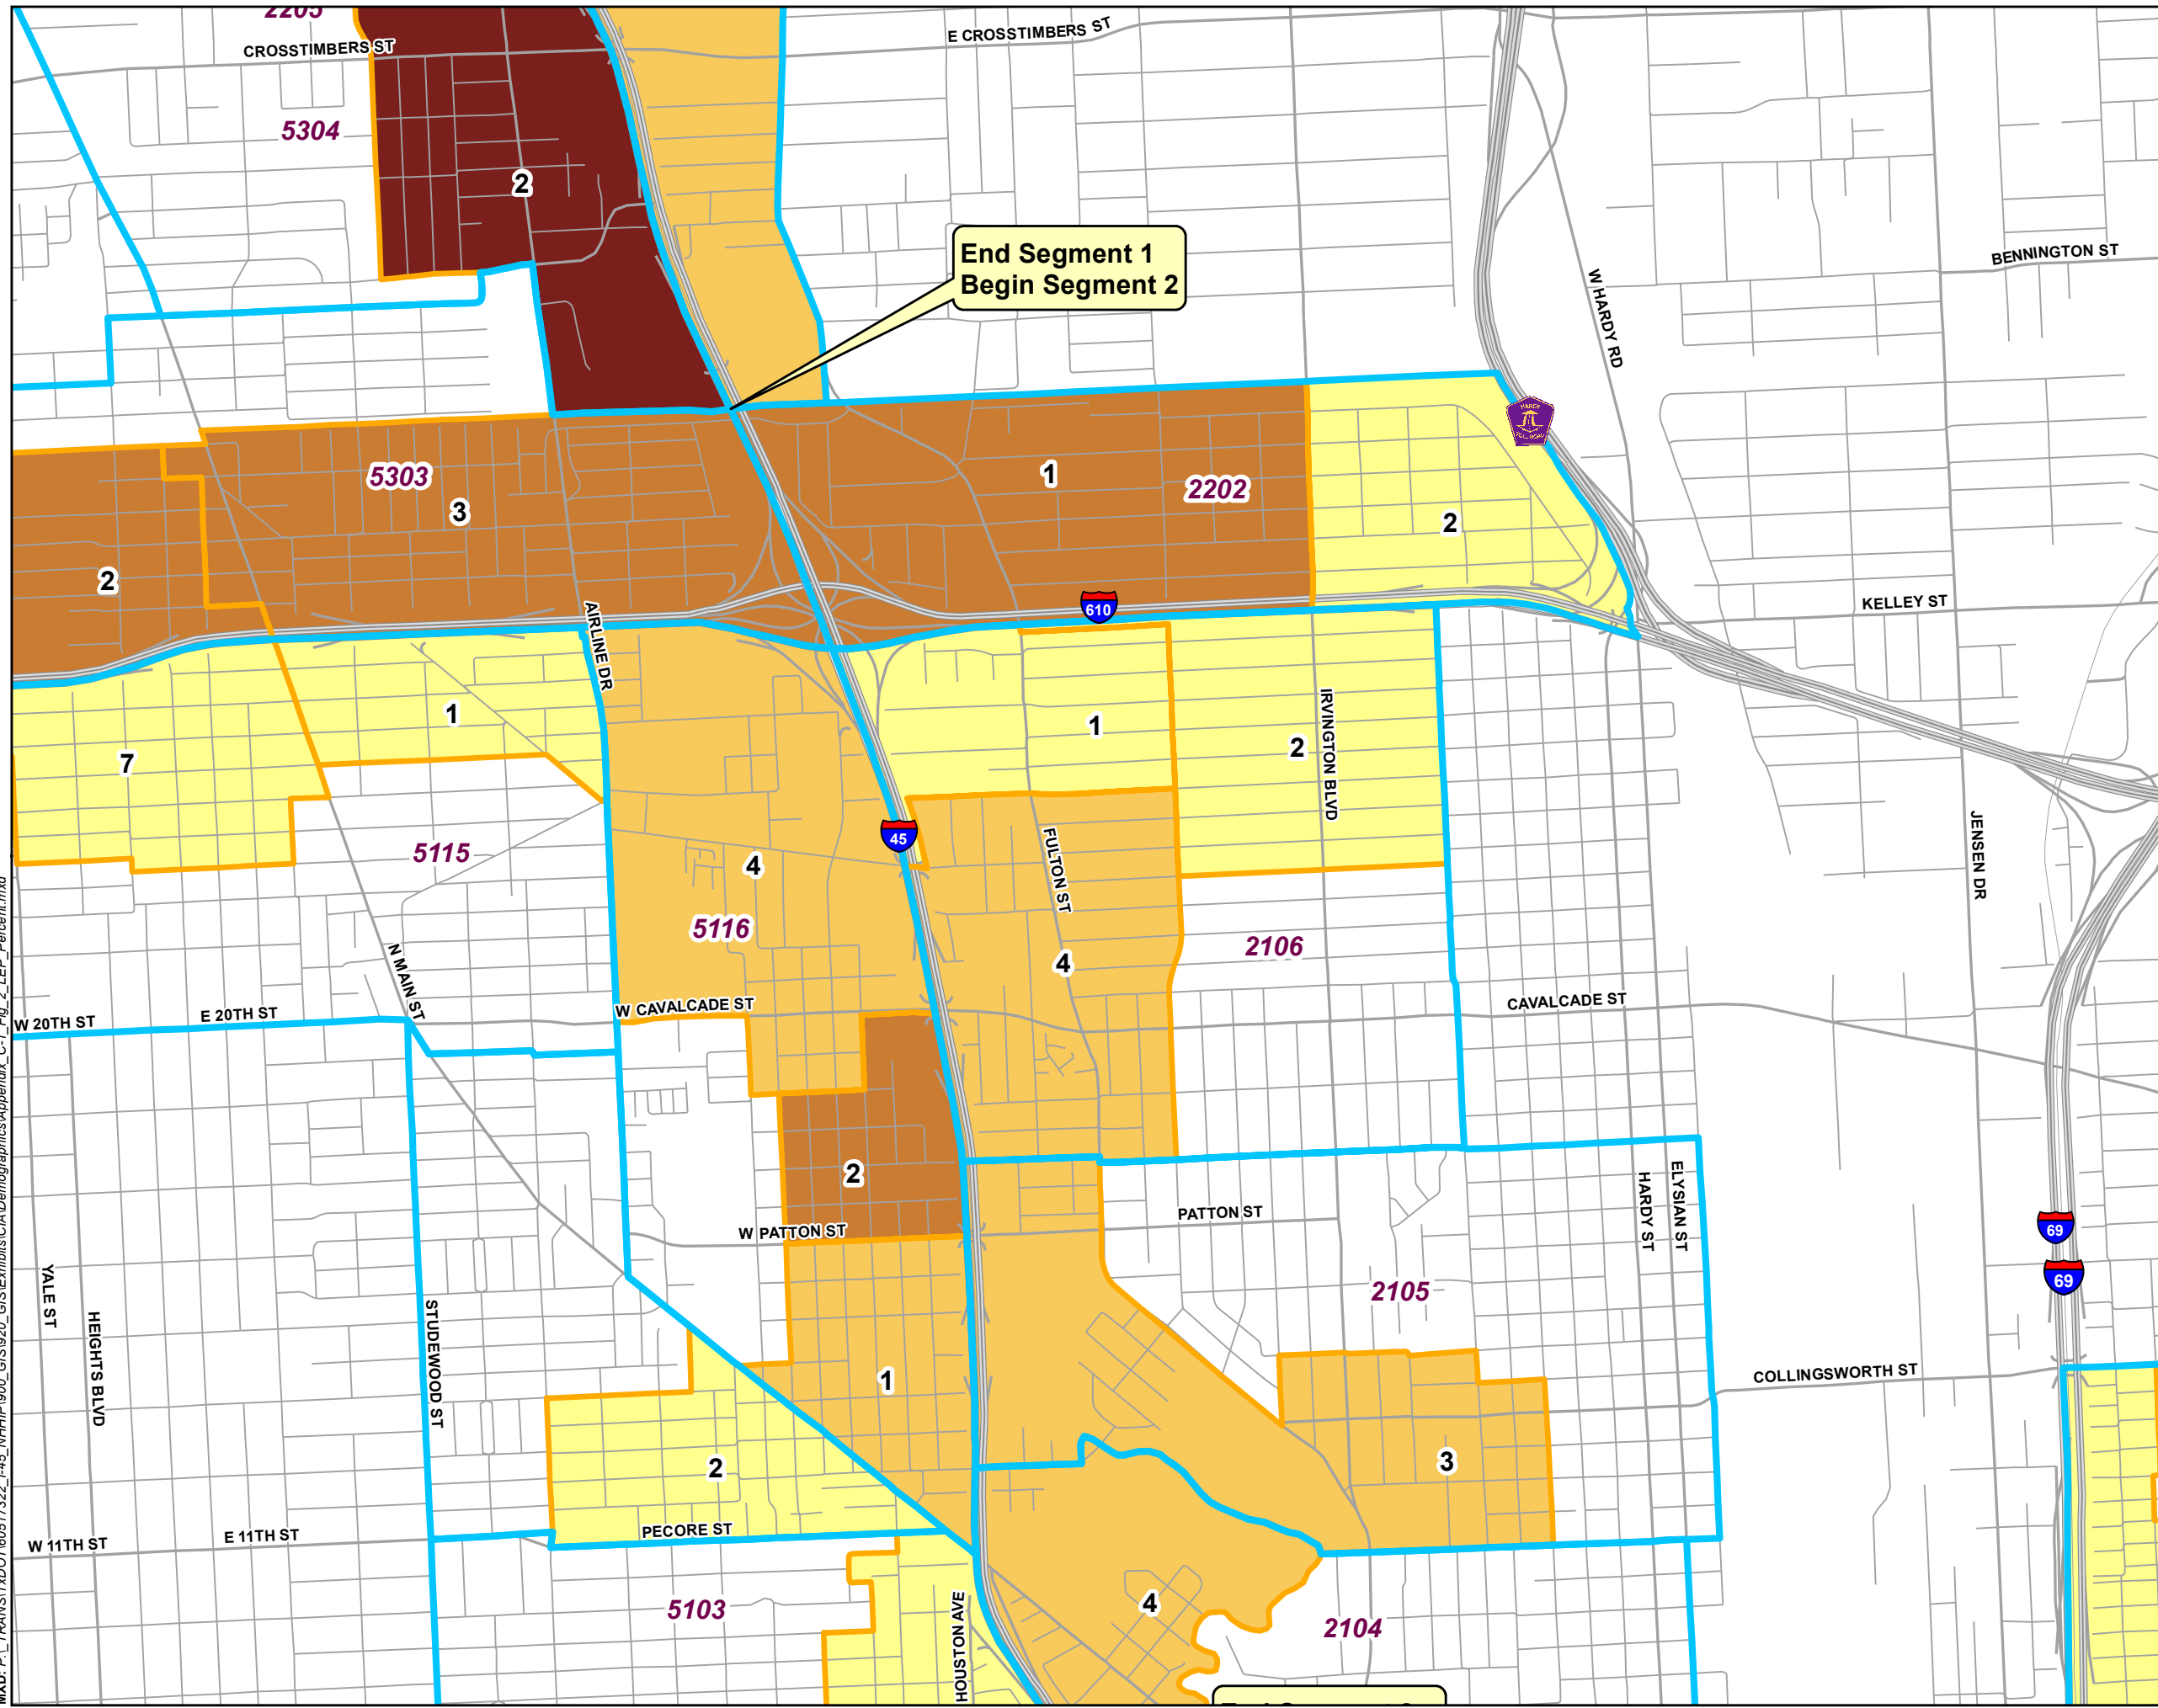 2205
CROSSTIMBERS ST
E CROSSTIMBERS ST
5304
2
End Segment 1
Begin Segment 2
W HARDY RD
BENNINGTON ST
HARDY
TOLL ROAD
5303
3
1
2202
2
2
610
KELLEY ST
AIRLINE DR
1
7
1
2
IRVINGTON BLVD
45
5115
4
FULTON ST
JENSEN DR
5116
4
2106
N MAIN ST
W 20TH ST
E 20TH ST
W CAVALCADE ST
CAVALCADE ST
2
W PATTON ST
PATTON ST
HARDY ST
ELYSIAN ST
69
69
YALE ST
HEIGHTS BLVD
STUDEWOOD ST
2105
1
COLLINGSWORTH ST
2
3
PECORE ST
W 11TH ST
E 11TH ST
5103
HOUSTON AVE
4
2104